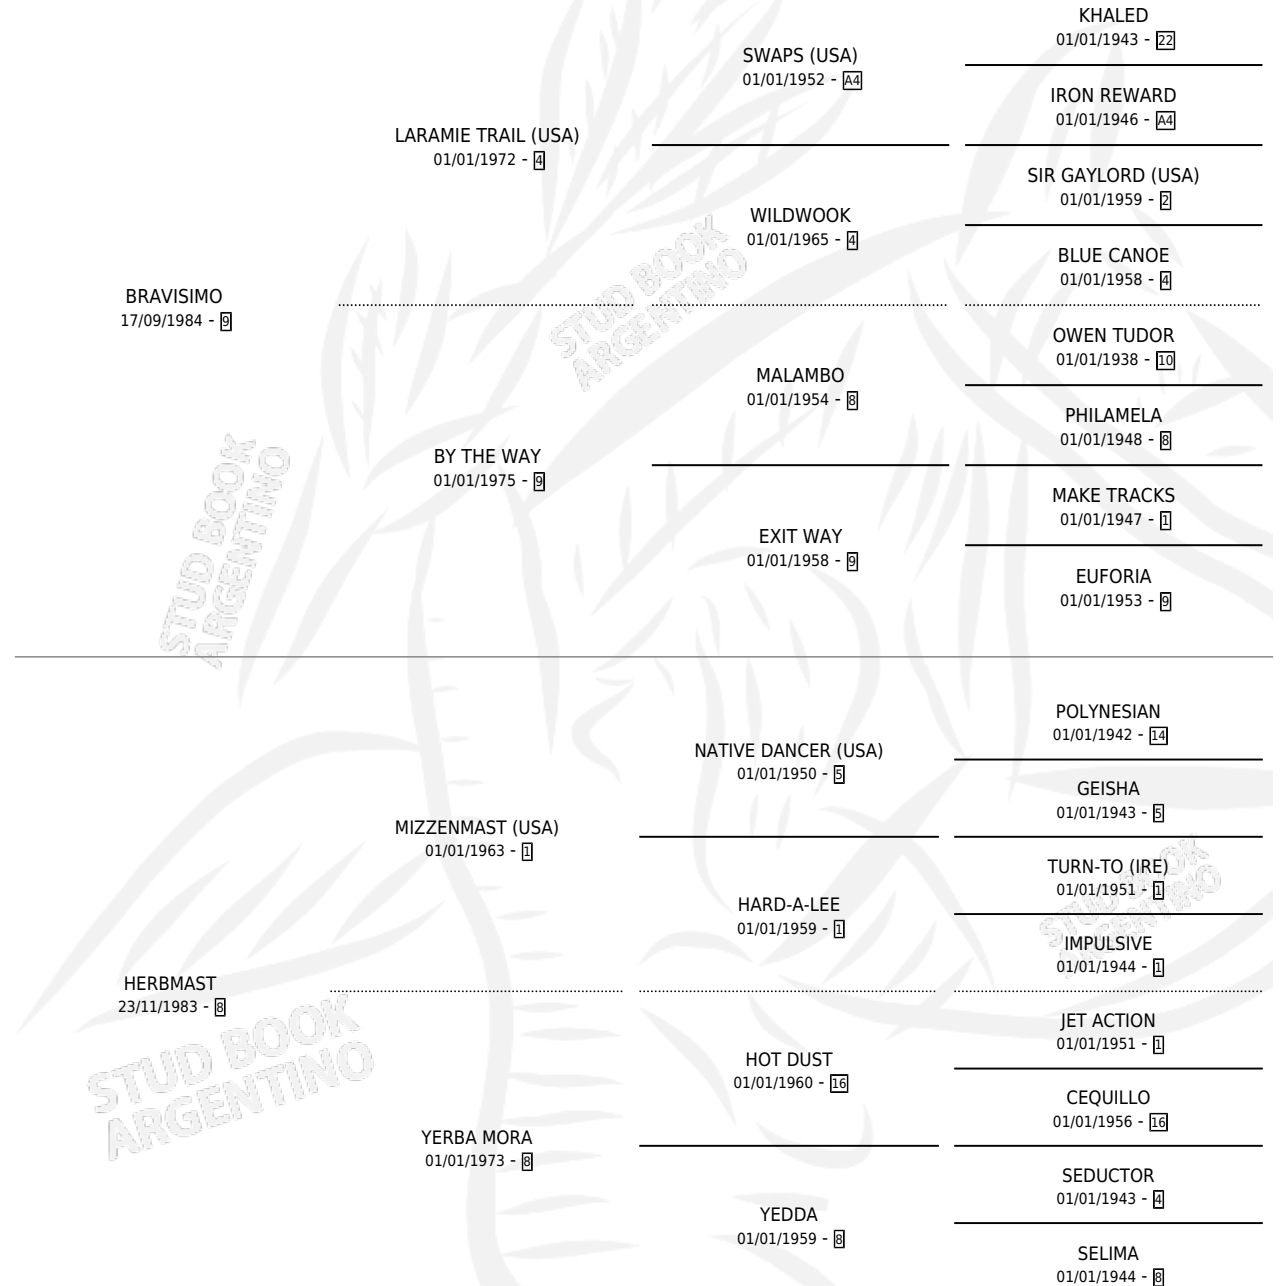 KHALED
01/01/1943 - 22
SWAPS (USA)
01/01/1952 - A4
IRON REWARD
01/01/1946 - A4
LARAMIE TRAIL (USA)
01/01/1972 - 4
SIR GAYLORD (USA)
01/01/1959 - 2
WILDWOOK
01/01/1965 - 4
BLUE CANOE
01/01/1958 - 4
BRAVISIMO
17/09/1984 - 9
OWEN TUDOR
01/01/1938 - 10
MALAMBO
01/01/1954 - 8
PHILAMELA
01/01/1948 - 8
BY THE WAY
01/01/1975 - 9
MAKE TRACKS
01/01/1947 - 1
EXIT WAY
01/01/1958 - 9
EUFORIA
01/01/1953 - 9
STUD BOOK
ARGENTINO
STUD BOOK
ARGENTINO
POLYNESIAN
01/01/1942 - 14
NATIVE DANCER (USA)
01/01/1950 - 5
GEISHA
01/01/1943 - 5
MIZZENMAST (USA)
01/01/1963 - 1
TURN-TO (IRE)
01/01/1951 - 1
HARD-A-LEE
01/01/1959 - 1
IMPULSIVE
01/01/1944 - 1
HERBMAST
23/11/1983 - 8
JET ACTION
01/01/1951 - 1
HOT DUST
01/01/1960 - 16
CEQUILLO
01/01/1956 - 16
YERBA MORA
01/01/1973 - 8
SEDUCTOR
01/01/1943 - 4
YEDDA
01/01/1959 - 8
SELIMA
01/01/1944 - 8
STUD BOOK
ARGENTINO
STUD BOOK
ARGENTINO